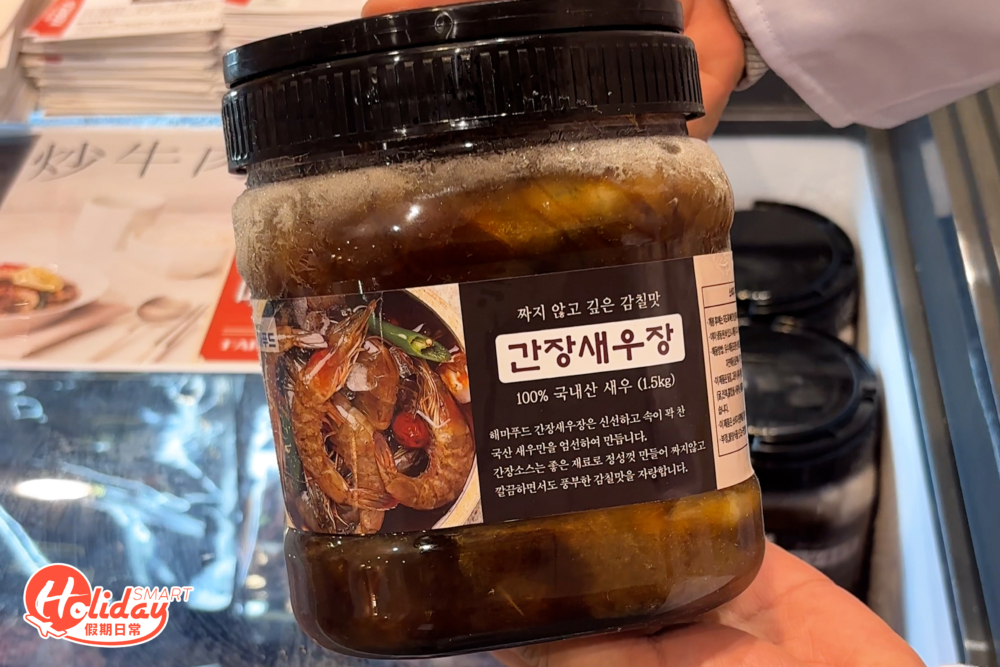 炒牛
푸드
짜지 않고 깊은 감칠맛
간장새우장
100% 국내산 새우 (1.5kg)
해미푸드 간장새우장은 신선하고 속이 꽉 찬
국산 새우만을 엄선하여 만듭니다.
간장소스는 좋은 재료로 정성껏 만들어 짜지않고
깔끔하면서도 풍부한 감칠맛을 자랑합니다.
Holiday SMART
假期日常